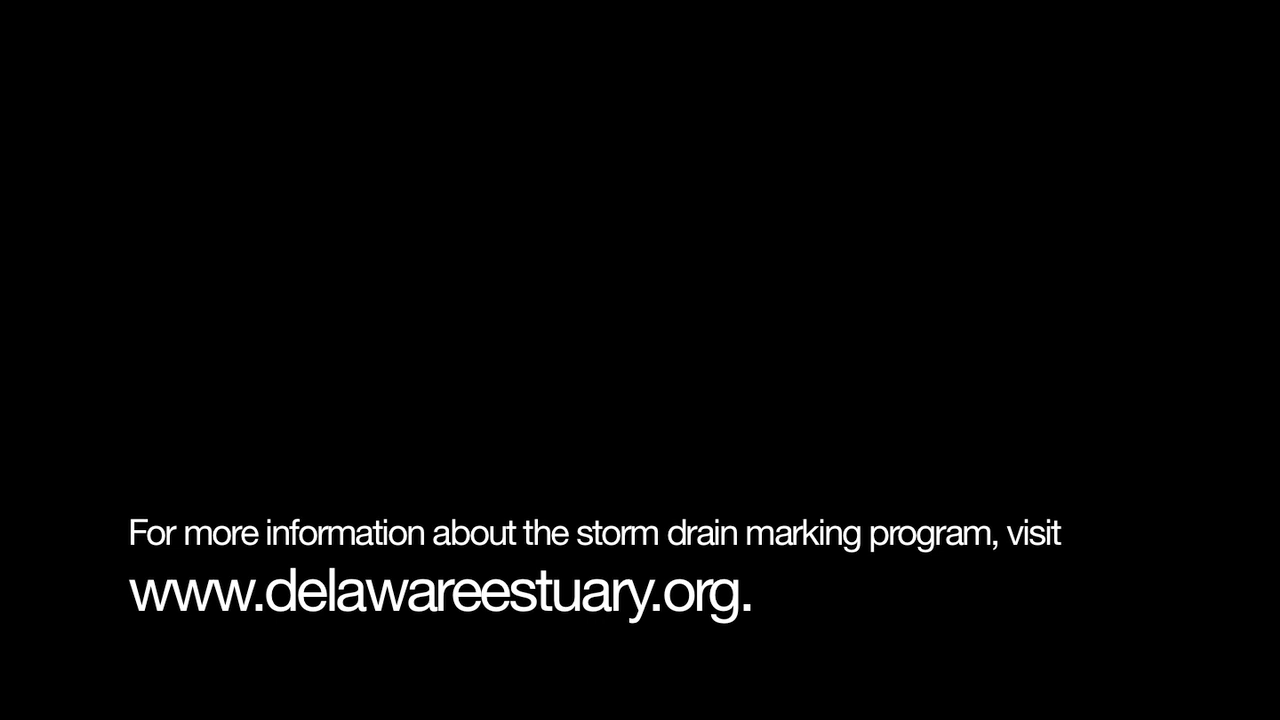 For more information about the storm drain marking program, visit
www.delawareestuary.org.